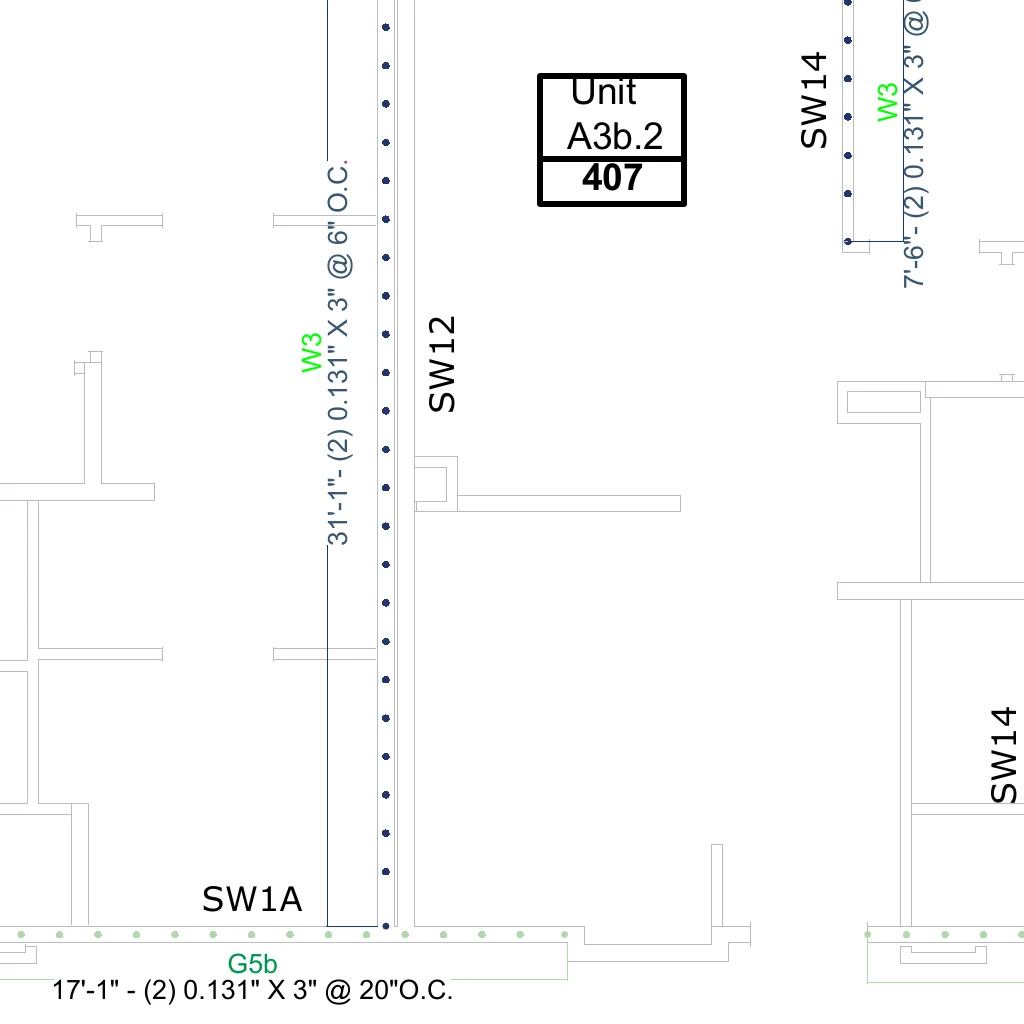 Unit
A3b.2
407
SW14
W3
7'-6"- (2) 0.131" X 3" @
31'-1"- (2) 0.131" X 3" @ 6" O.C.
W3
SW12
SW14
SW1A
G5b
17'-1" - (2) 0.131" X 3" @ 20"O.C.